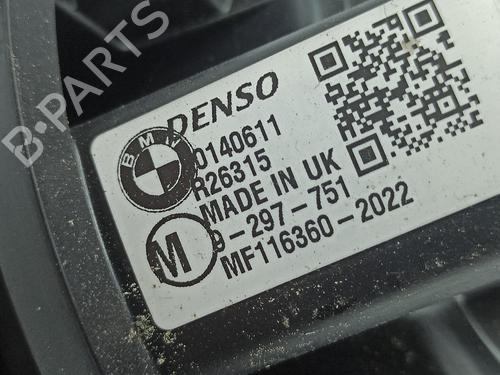 B-PARTS
BMW
DENSO
0140611
R26315
MADE IN UK
M
9-297-751
MF116360-2022